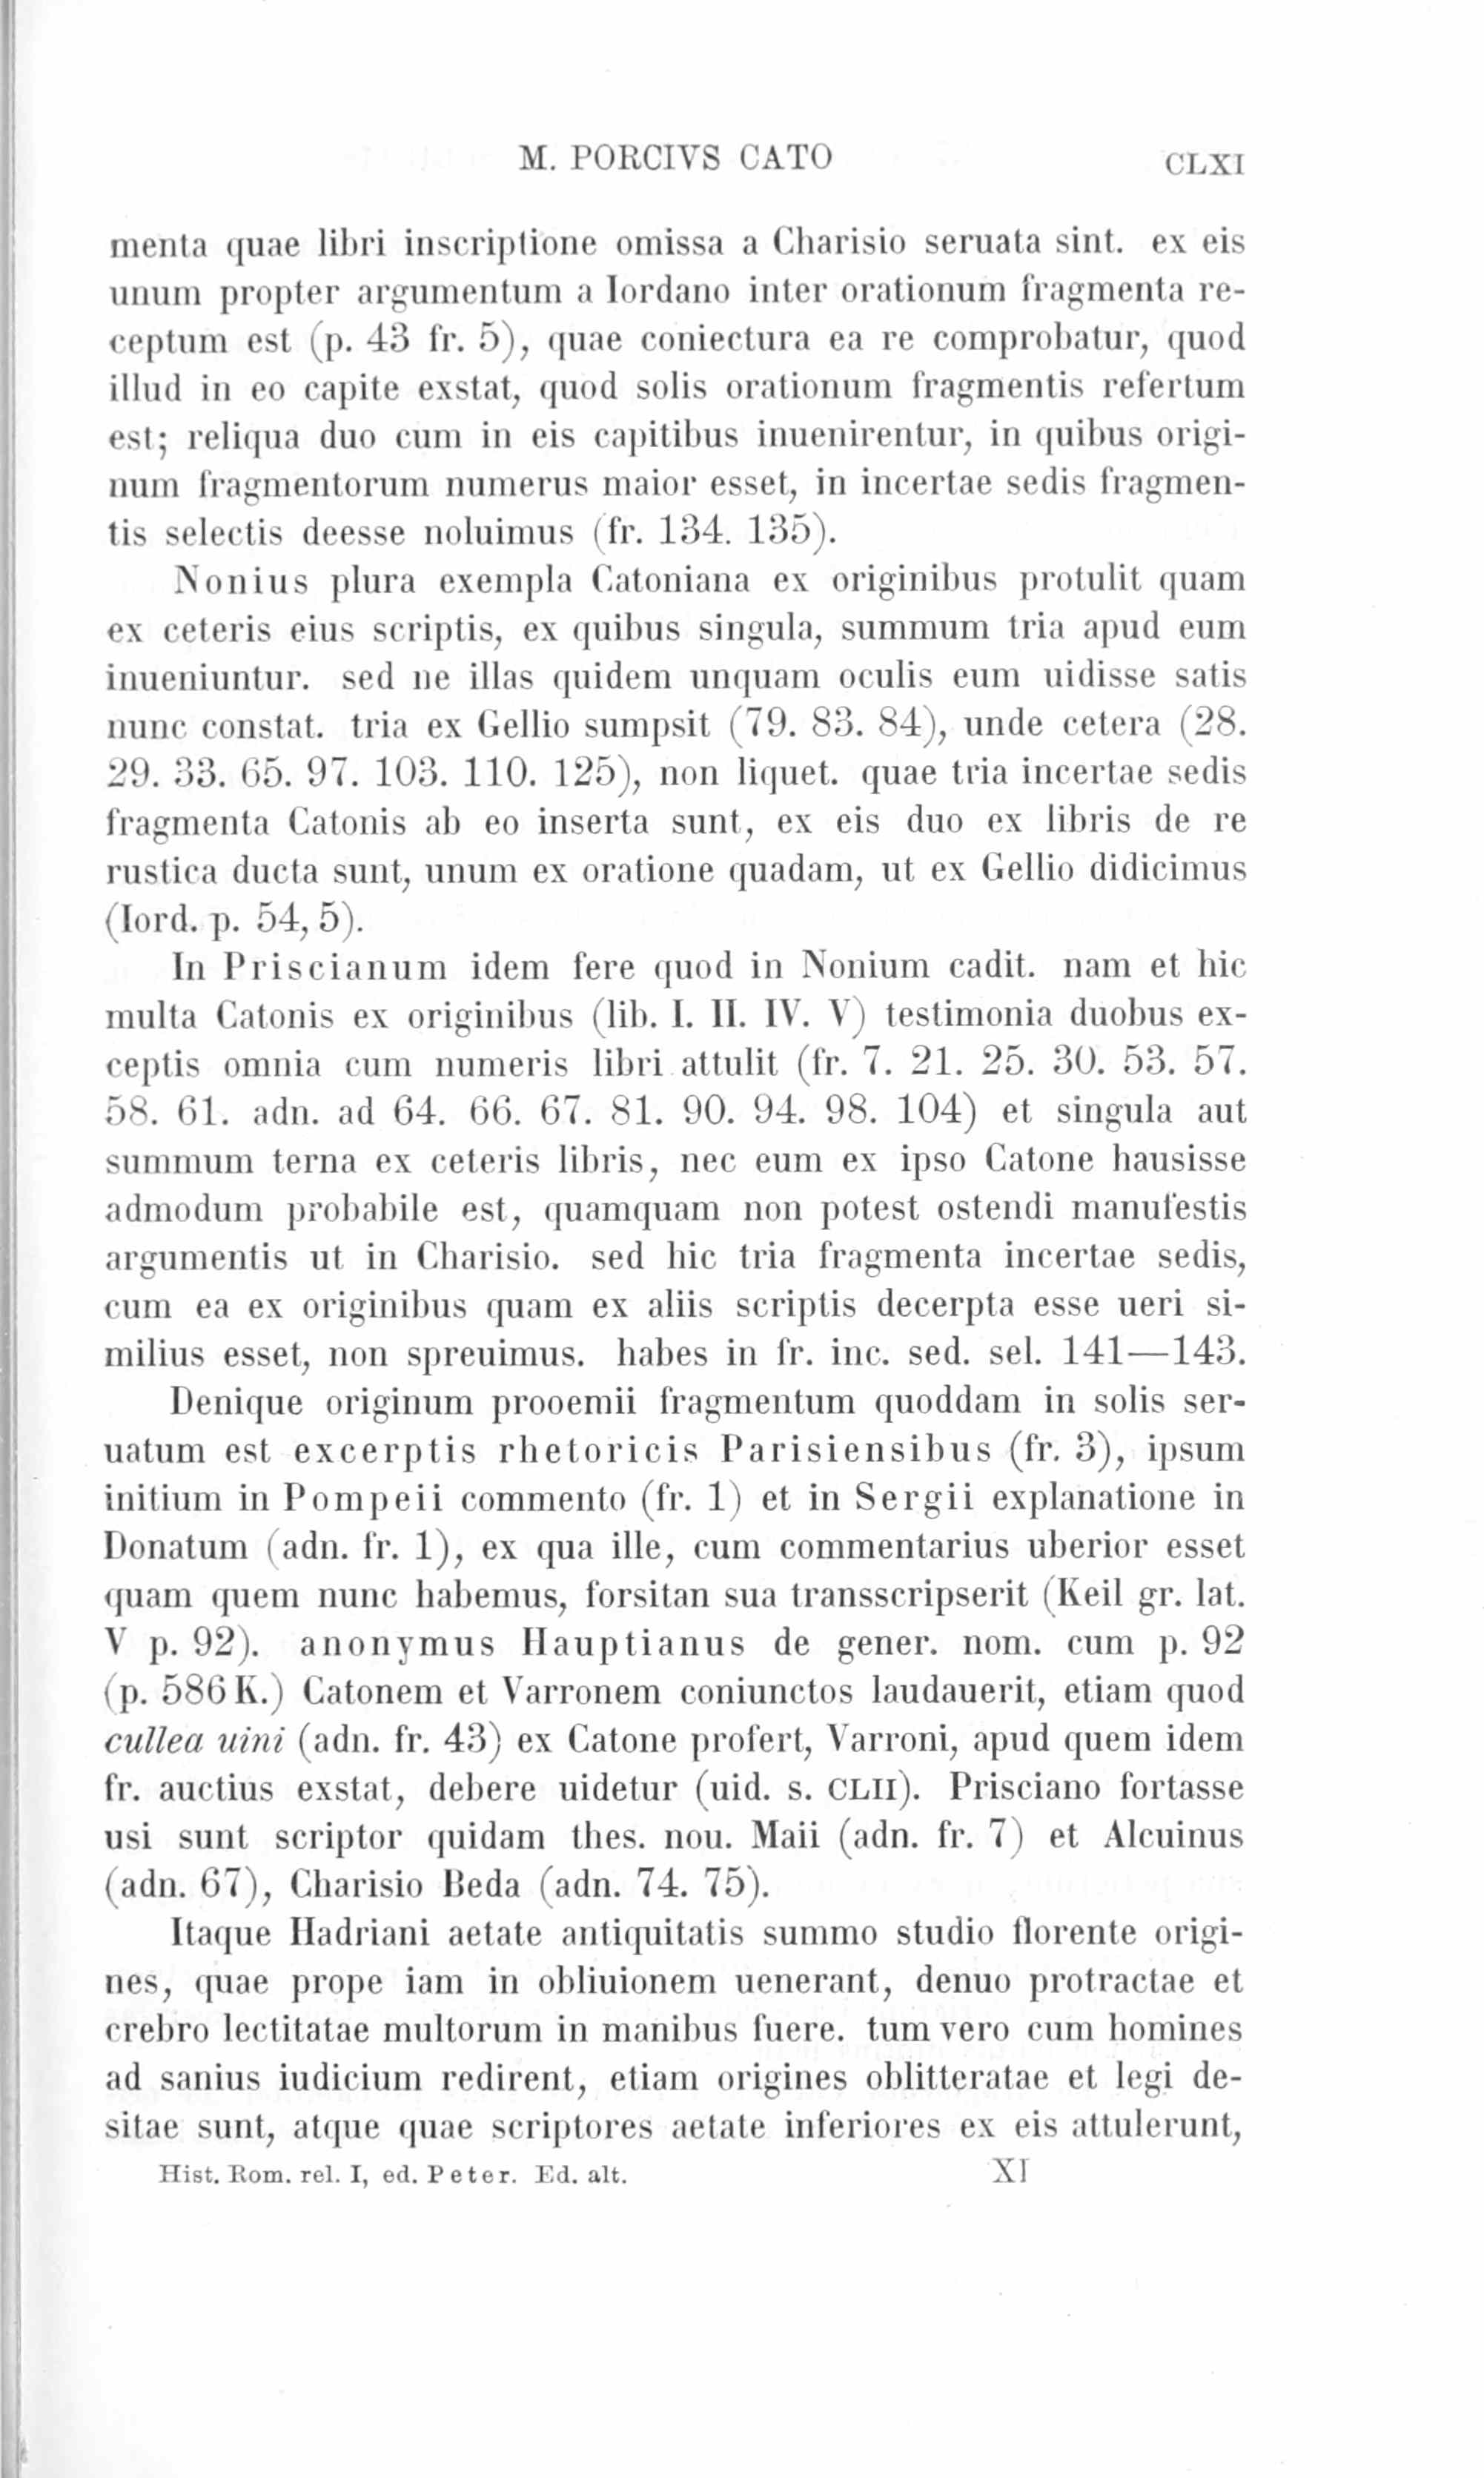 M. PORCIVS CATO CLXI
menta quae libri inscriptione omissa a Charisio seruata sint. ex eis
unum propter argumentum a Iordano inter orationum fragmenta re-
ceptum est (p. 43 fr. 5), quae coniectura ea re comprobatur, quod
illud in eo capite exstat, quod solis orationum fragmentis refertum
est; reliqua duo cum in eis capitibus inuenirentur, in quibus origi-
num fragmentorum numerus maior esset, in incertae sedis fragmen-
tis selectis deesse noluimus (fr. 134. 135).
Nonius plura exempla Catoniana ex originibus protulit quam
ex ceteris eius scriptis, ex quibus singula, summum tria apud eum
inueniuntur. sed ne illas quidem unquam oculis eum uidisse satis
nunc constat. tria ex Gellio sumpsit (79. 83. 84), unde cetera (28.
29. 33. 65. 97. 103. 110. 125), non liquet. quae tria incertae sedis
fragmenta Catonis ab eo inserta sunt, ex eis duo ex libris de re
rustica ducta sunt, unum ex oratione quadam, ut ex Gellio didicimus
(Iord. p. 54, 5).
In Priscianum idem fere quod in Nonium cadit. nam et hic
multa Catonis ex originibus (lib. I. II. IV. V) testimonia duobus ex-
ceptis omnia cum numeris libri attulit (fr. 7. 21. 25. 30. 53. 57.
58. 61. adn. ad 64. 66. 67. 81. 90. 94. 98. 104) et singula aut
summum terna ex ceteris libris, nec eum ex ipso Catone hausisse
admodum probabile est, quamquam non potest ostendi manufestis
argumentis ut in Charisio. sed hic tria fragmenta incertae sedis,
cum ea ex originibus quam ex aliis scriptis decerpta esse ueri si-
milius esset, non spreuimus. habes in fr. inc. sed. sel. 141—143.
Denique originum prooemii fragmentum quoddam in solis ser-
uatum est excerptis rhetoricis Parisiensibus (fr. 3), ipsum
initium in Pompeii commento (fr. 1) et in Sergii explanatione in
Donatum (adn. fr. 1), ex qua ille, cum commentarius uberior esset
quam quem nunc habemus, forsitan sua transscripserit (Keil gr. lat.
V p. 92). anonymus Hauptianus de gener. nom. cum p. 92
(p. 586 K.) Catonem et Varronem coniunctos laudauerit, etiam quod
cullea uini (adn. fr. 43) ex Catone profert, Varroni, apud quem idem
fr. auctius exstat, debere uidetur (uid. s. CLII). Prisciano fortasse
usi sunt scriptor quidam thes. nou. Maii (adn. fr. 7) et Alcuinus
(adn. 67), Charisio Beda (adn. 74. 75).
Itaque Hadriani aetate antiquitatis summo studio florente origi-
nes, quae prope iam in obliuionem uenerant, denuo protractae et
crebro lectitatae multorum in manibus fuere. tum vero cum homines
ad sanius iudicium redirent, etiam origines oblitteratae et legi de-
sitae sunt, atque quae scriptores aetate inferiores ex eis attulerunt,
Hist. Rom. rel. I, ed. Peter. Ed. alt. XI